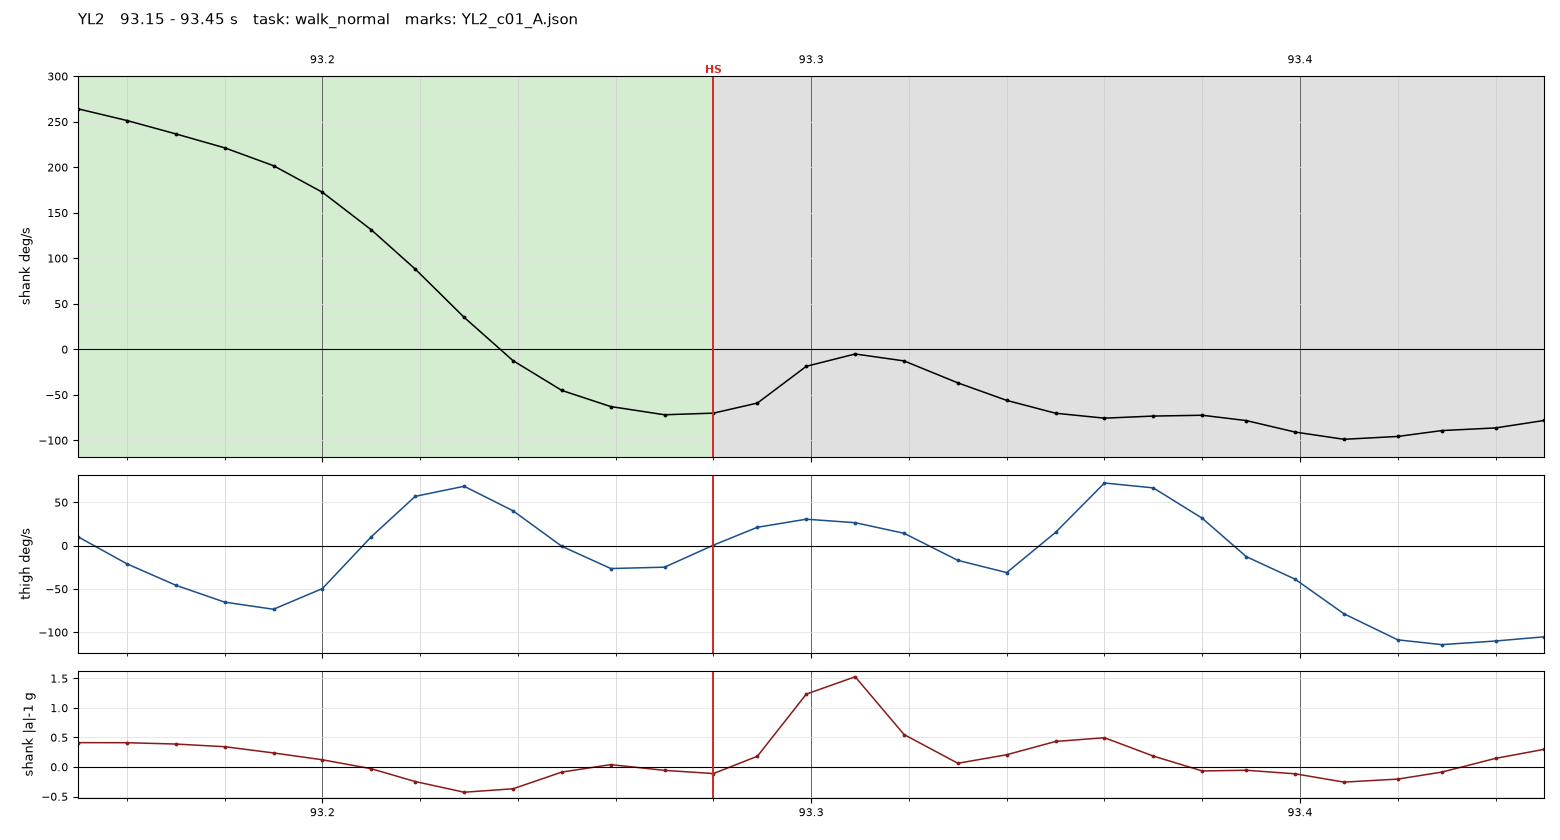 YL2   93.15 - 93.45 s   task: walk_normal   marks: YL2_c01_A.json
93.2 93.3 93.4
HS
300
250
200
150
100
50
0
−50
−100
shank deg/s
50
0
−50
−100
thigh deg/s
1.5
1.0
0.5
0.0
−0.5
shank |a|-1 g
93.2 93.3 93.4